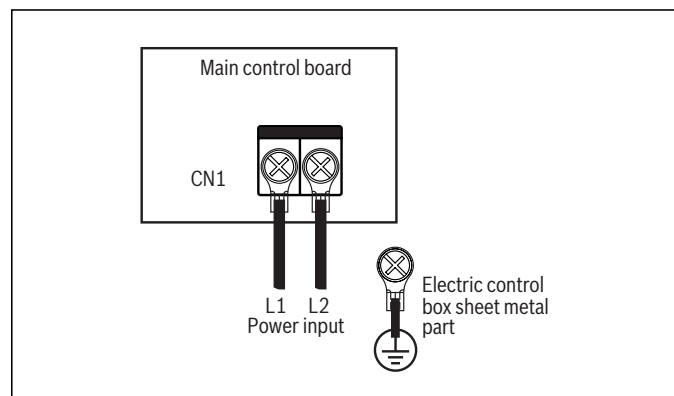 Main control board
CN1
L1 L2
Power input
Electric control
box sheet metal
part